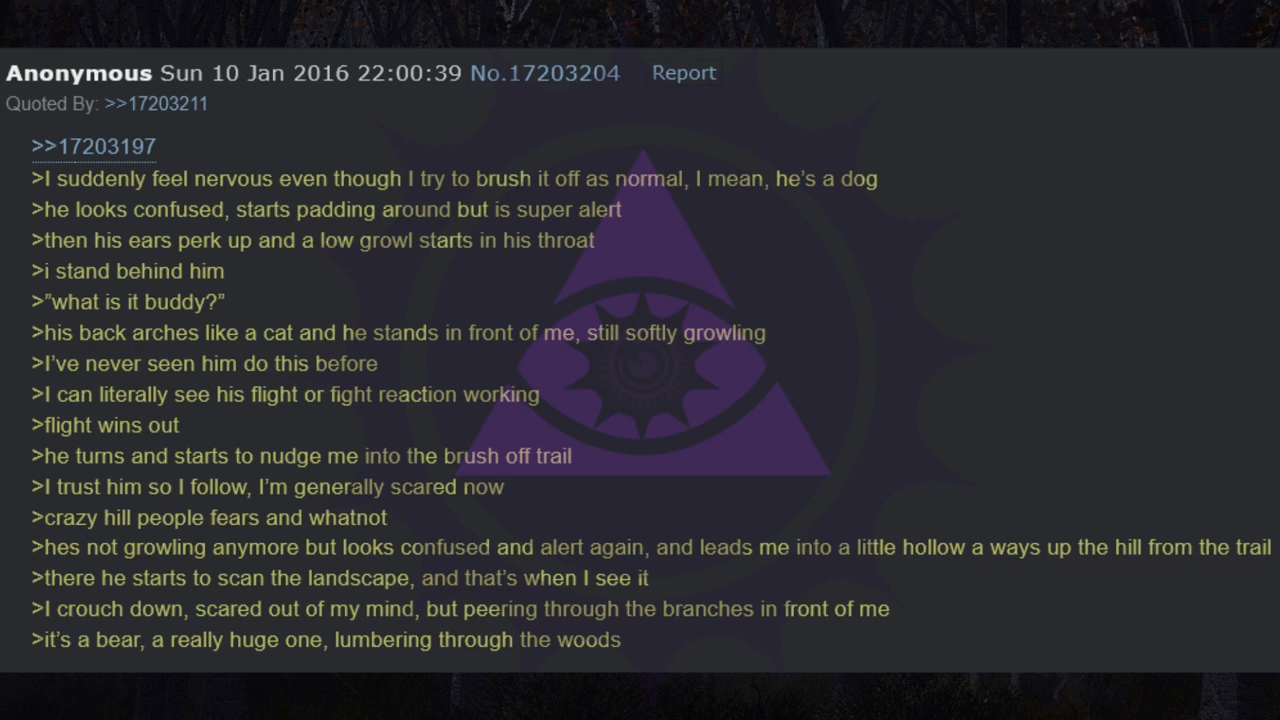 Anonymous Sun 10 Jan 2016 22:00:39 No.17203204 Report
Quoted By: >>17203211
>>17203197
>I suddenly feel nervous even though I try to brush it off as normal, I mean, he’s a dog
>he looks confused, starts padding around but is super alert
>then his ears perk up and a low growl starts in his throat
>i stand behind him
>”what is it buddy?”
>his back arches like a cat and he stands in front of me, still softly growling
>I’ve never seen him do this before
>I can literally see his flight or fight reaction working
>flight wins out
>he turns and starts to nudge me into the brush off trail
>I trust him so I follow, I’m generally scared now
>crazy hill people fears and whatnot
>hes not growling anymore but looks confused and alert again, and leads me into a little hollow a ways up the hill from the trail
>there he starts to scan the landscape, and that’s when I see it
>I crouch down, scared out of my mind, but peering through the branches in front of me
>it’s a bear, a really huge one, lumbering through the woods